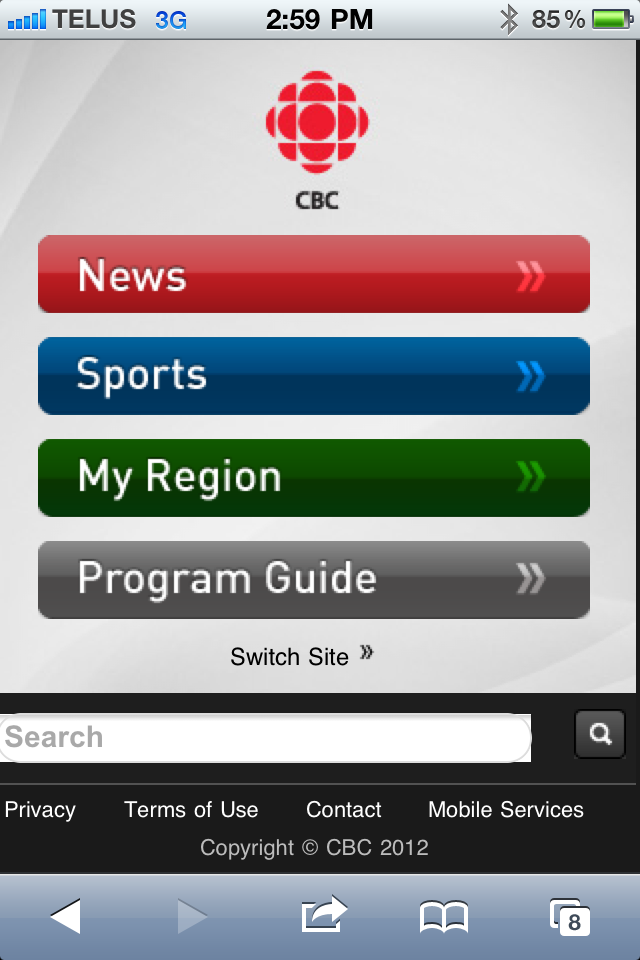 TELUS 3G 2:59 PM 85%
CBC
News
Sports
My Region
Program Guide
Switch Site »
Search
Privacy Terms of Use Contact Mobile Services
Copyright © CBC 2012
8